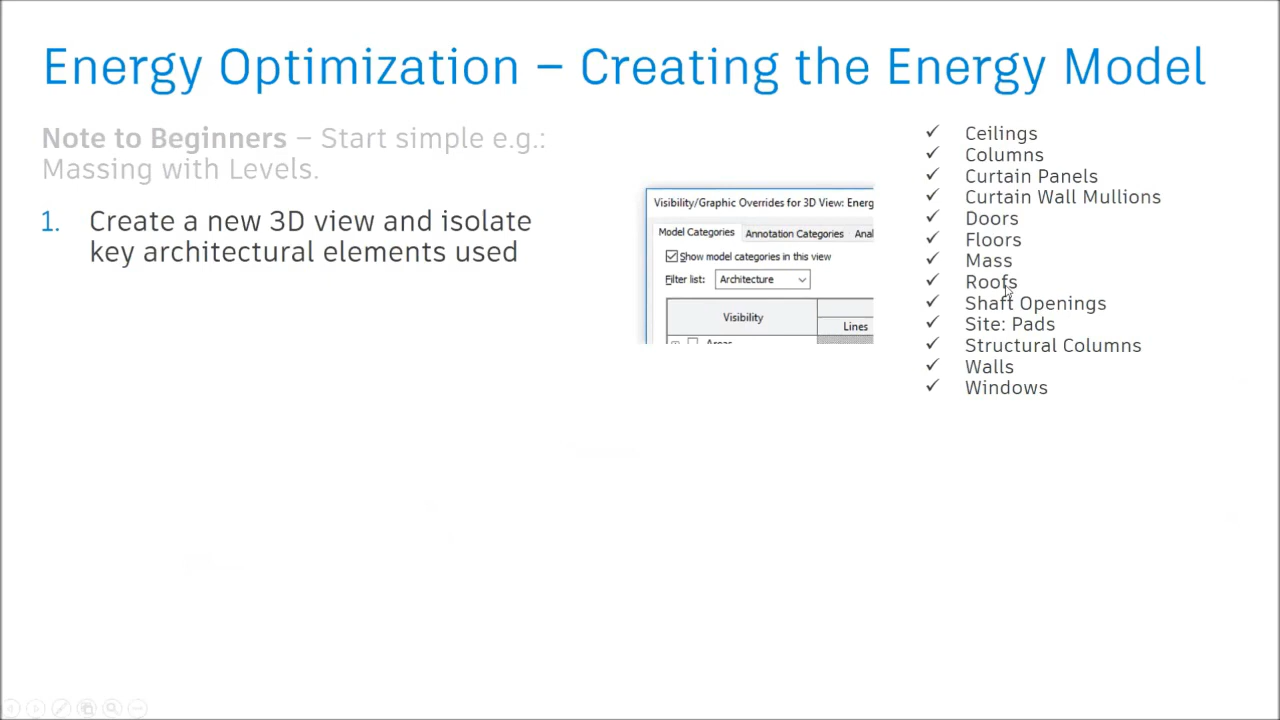 Energy Optimization – Creating the Energy Model
Note to Beginners – Start simple e.g.:
Massing with Levels.
1. Create a new 3D view and isolate
key architectural elements used
Visibility/Graphic Overrides for 3D View: Energ
Model Categories Annotation Categories Anal
Show model categories in this view
Filter list: Architecture
Visibility
Lines
✓ Ceilings
✓ Columns
✓ Curtain Panels
✓ Curtain Wall Mullions
✓ Doors
✓ Floors
✓ Mass
✓ Roofs
✓ Shaft Openings
✓ Site: Pads
✓ Structural Columns
✓ Walls
✓ Windows